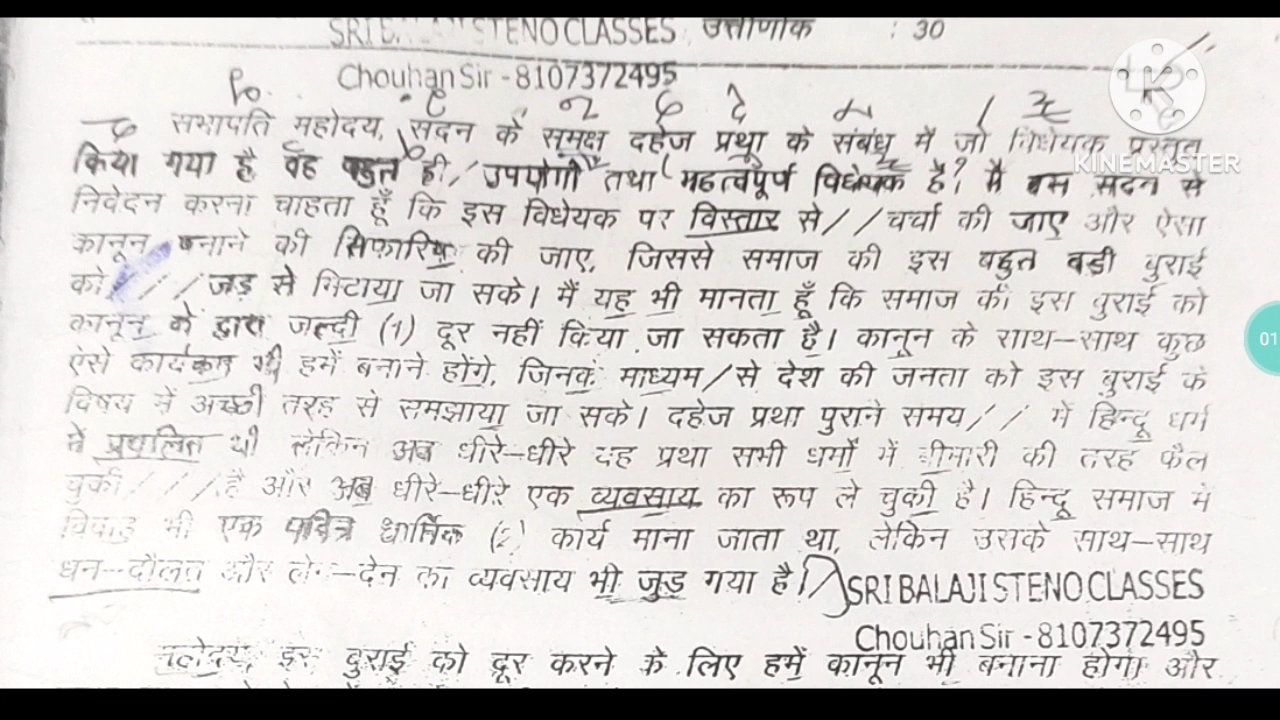 SRI BALAJI STENO CLASSES उत्तीर्णांक : 30
Chouhan Sir - 8107372495
सभापति महोदय, सदन के समक्ष दहेज प्रथा के संबंध में जो विधेयक प्रस्तुत
KINEMASTER
किया गया है वह बहुत ही / उपयोगी तथा महत्वपूर्ण विधेयक है? मैं इस सदन से
निवेदन करना चाहता हूँ कि इस विधेयक पर विस्तार से / / चर्चा की जाए और ऐसा
कानून बनाने की सिफारिश की जाए, जिससे समाज की इस बहुत बड़ी बुराई
को / / / जड़ से मिटाया जा सके। मैं यह भी मानता हूँ कि समाज की इस बुराई को
01
कानून के द्वारा जल्दी (1) दूर नहीं किया जा सकता है। कानून के साथ-साथ कुछ
ऐसे कार्यक्रम भी हमें बनाने होंगे, जिनके माध्यम / से देश की जनता को इस बुराई के
विषय में अच्छी तरह से समझाया जा सके। दहेज प्रथा पुराने समय / / में हिन्दू धर्म
में प्रचलित थी लेकिन अब धीरे-धीरे यह प्रथा सभी धर्मों में बीमारी की तरह फैल
चुकी / / / है और अब धीरे-धीरे एक व्यवसाय का रूप ले चुकी है। हिन्दू समाज में
विवाह भी एक पवित्र धार्मिक (2) कार्य माना जाता था, लेकिन उसके साथ-साथ
धन-दौलत और लेन-देन का व्यवसाय भी जुड़ गया है। / SRI BALAJI STENO CLASSES
Chouhan Sir - 8107372495
महोदय, इस बुराई को दूर करने के लिए हमें कानून भी बनाना होगा और